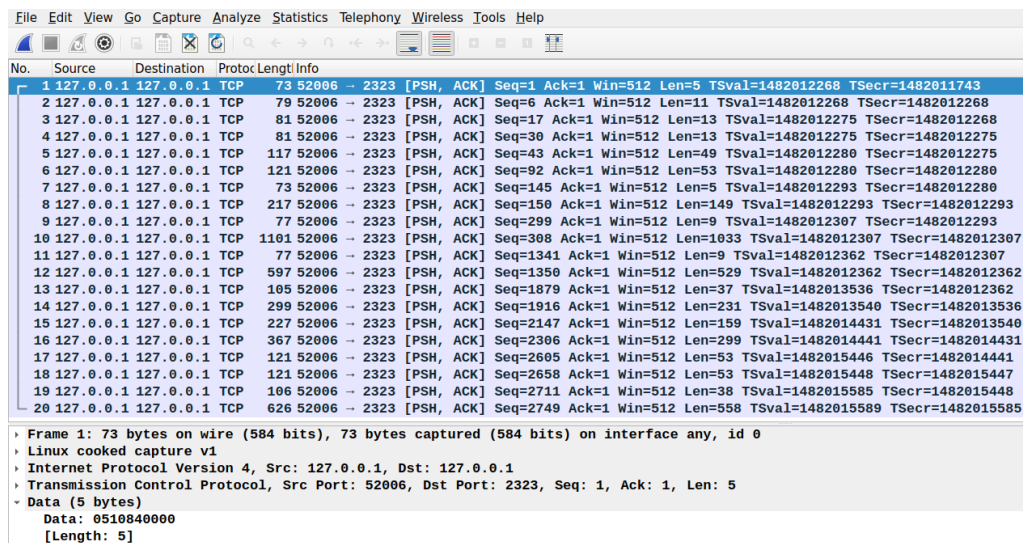 File Edit View Go Capture Analyze Statistics Telephony Wireless Tools Help
No. Source Destination Protoc Lengtl Info
1 127.0.0.1 127.0.0.1 TCP 73 52006 → 2323 [PSH, ACK] Seq=1 Ack=1 Win=512 Len=5 TSval=1482012268 TSecr=1482011743
2 127.0.0.1 127.0.0.1 TCP 79 52006 → 2323 [PSH, ACK] Seq=6 Ack=1 Win=512 Len=11 TSval=1482012268 TSecr=1482012268
3 127.0.0.1 127.0.0.1 TCP 81 52006 → 2323 [PSH, ACK] Seq=17 Ack=1 Win=512 Len=13 TSval=1482012275 TSecr=1482012268
4 127.0.0.1 127.0.0.1 TCP 81 52006 → 2323 [PSH, ACK] Seq=30 Ack=1 Win=512 Len=13 TSval=1482012275 TSecr=1482012275
5 127.0.0.1 127.0.0.1 TCP 117 52006 → 2323 [PSH, ACK] Seq=43 Ack=1 Win=512 Len=49 TSval=1482012280 TSecr=1482012275
6 127.0.0.1 127.0.0.1 TCP 121 52006 → 2323 [PSH, ACK] Seq=92 Ack=1 Win=512 Len=53 TSval=1482012280 TSecr=1482012280
7 127.0.0.1 127.0.0.1 TCP 73 52006 → 2323 [PSH, ACK] Seq=145 Ack=1 Win=512 Len=5 TSval=1482012293 TSecr=1482012280
8 127.0.0.1 127.0.0.1 TCP 217 52006 → 2323 [PSH, ACK] Seq=150 Ack=1 Win=512 Len=149 TSval=1482012293 TSecr=1482012293
9 127.0.0.1 127.0.0.1 TCP 77 52006 → 2323 [PSH, ACK] Seq=299 Ack=1 Win=512 Len=9 TSval=1482012307 TSecr=1482012293
10 127.0.0.1 127.0.0.1 TCP 1101 52006 → 2323 [PSH, ACK] Seq=308 Ack=1 Win=512 Len=1033 TSval=1482012307 TSecr=1482012307
11 127.0.0.1 127.0.0.1 TCP 77 52006 → 2323 [PSH, ACK] Seq=1341 Ack=1 Win=512 Len=9 TSval=1482012362 TSecr=1482012307
12 127.0.0.1 127.0.0.1 TCP 597 52006 → 2323 [PSH, ACK] Seq=1350 Ack=1 Win=512 Len=529 TSval=1482012362 TSecr=1482012362
13 127.0.0.1 127.0.0.1 TCP 105 52006 → 2323 [PSH, ACK] Seq=1879 Ack=1 Win=512 Len=37 TSval=1482013536 TSecr=1482012362
14 127.0.0.1 127.0.0.1 TCP 299 52006 → 2323 [PSH, ACK] Seq=1916 Ack=1 Win=512 Len=231 TSval=1482013540 TSecr=1482013536
15 127.0.0.1 127.0.0.1 TCP 227 52006 → 2323 [PSH, ACK] Seq=2147 Ack=1 Win=512 Len=159 TSval=1482014431 TSecr=1482013540
16 127.0.0.1 127.0.0.1 TCP 367 52006 → 2323 [PSH, ACK] Seq=2306 Ack=1 Win=512 Len=299 TSval=1482014441 TSecr=1482014431
17 127.0.0.1 127.0.0.1 TCP 121 52006 → 2323 [PSH, ACK] Seq=2605 Ack=1 Win=512 Len=53 TSval=1482015446 TSecr=1482014441
18 127.0.0.1 127.0.0.1 TCP 121 52006 → 2323 [PSH, ACK] Seq=2658 Ack=1 Win=512 Len=53 TSval=1482015448 TSecr=1482015447
19 127.0.0.1 127.0.0.1 TCP 106 52006 → 2323 [PSH, ACK] Seq=2711 Ack=1 Win=512 Len=38 TSval=1482015585 TSecr=1482015448
20 127.0.0.1 127.0.0.1 TCP 626 52006 → 2323 [PSH, ACK] Seq=2749 Ack=1 Win=512 Len=558 TSval=1482015589 TSecr=1482015585
Frame 1: 73 bytes on wire (584 bits), 73 bytes captured (584 bits) on interface any, id 0
Linux cooked capture v1
Internet Protocol Version 4, Src: 127.0.0.1, Dst: 127.0.0.1
Transmission Control Protocol, Src Port: 52006, Dst Port: 2323, Seq: 1, Ack: 1, Len: 5
Data (5 bytes)
Data: 0510840000
[Length: 5]